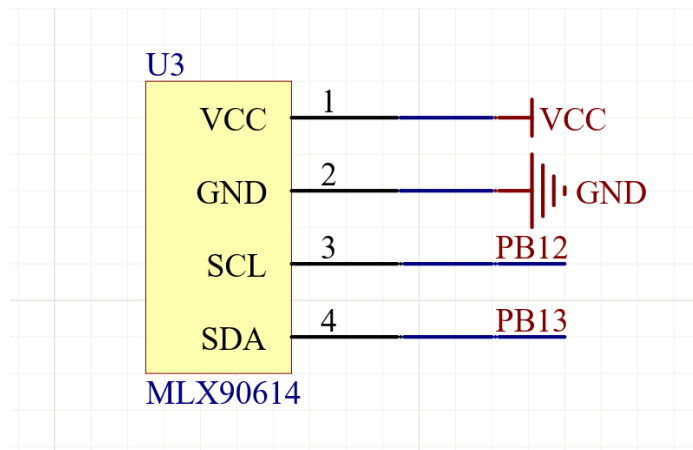 U3
VCC 1 VCC
GND 2 GND
SCL 3 PB12
SDA 4 PB13
MLX90614